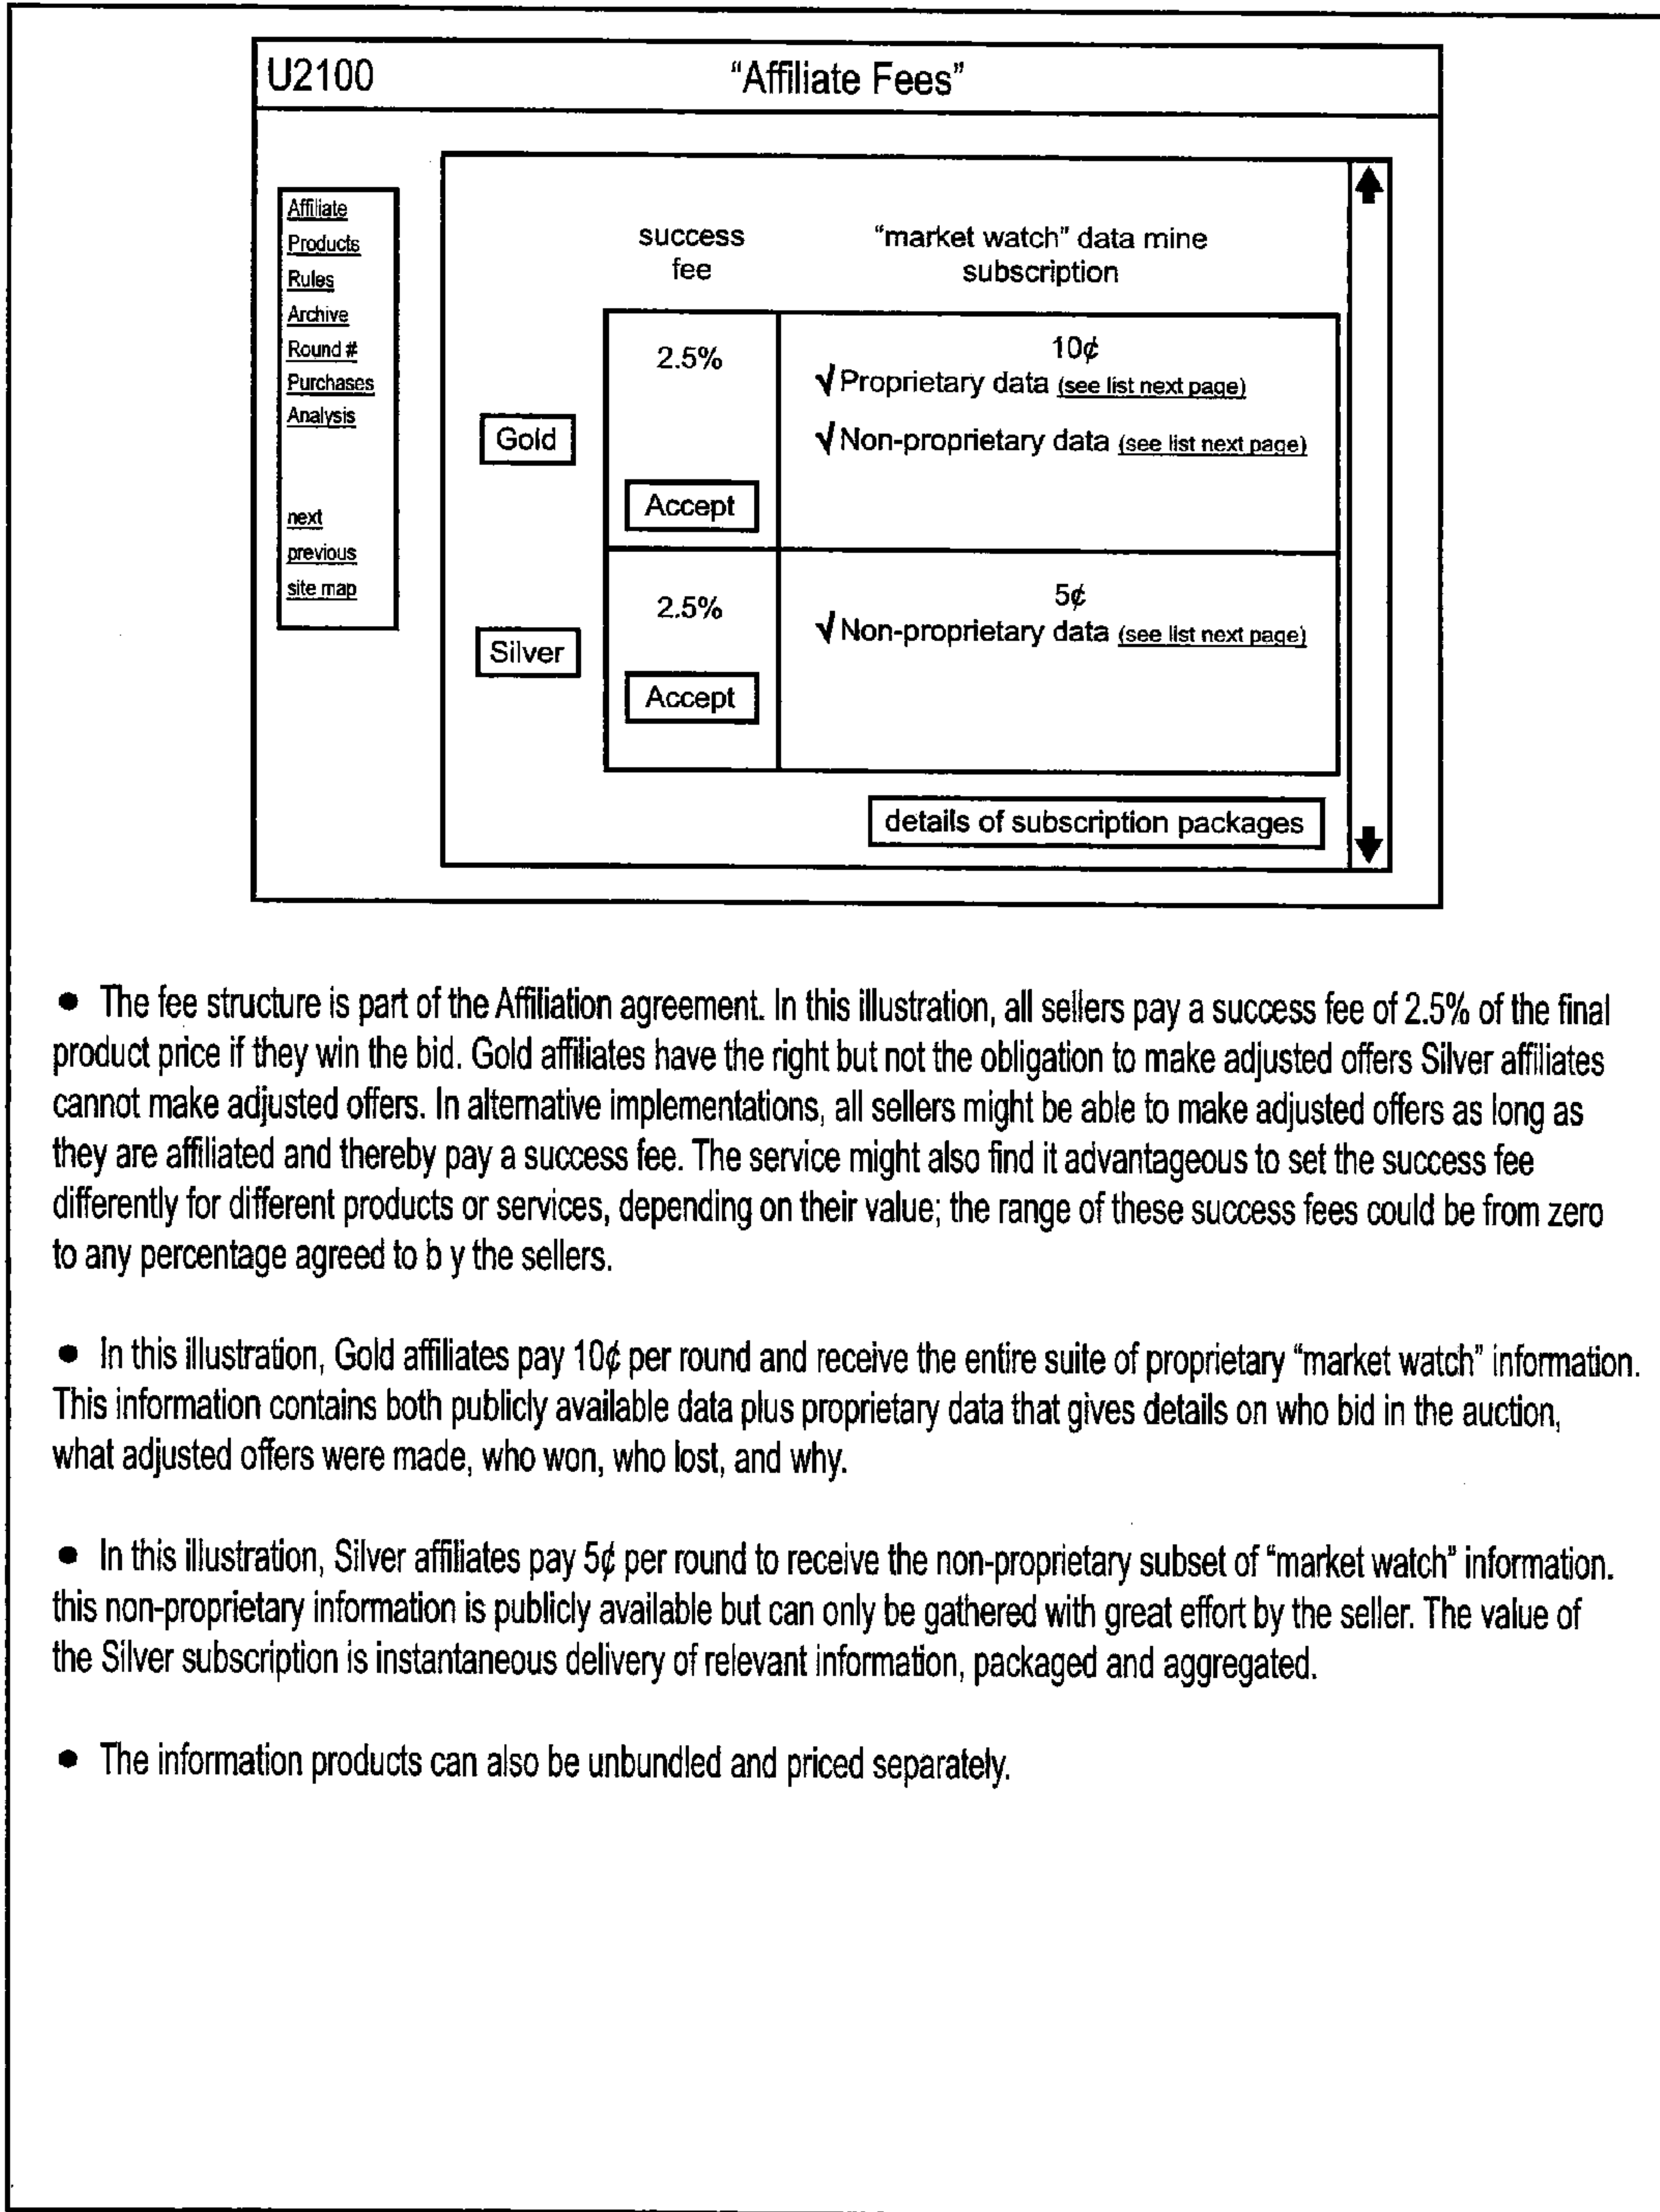 U2100 "Affiliate Fees"
Affiliate
Products
Rules
Archive
Round #
Purchases
Analysis
next
previous
site map
success
fee
"market watch" data mine
subscription
Gold
2.5%
Accept
10¢
√ Proprietary data (see list next page)
√ Non-proprietary data (see list next page)
Silver
2.5%
Accept
5¢
√ Non-proprietary data (see list next page)
details of subscription packages
● The fee structure is part of the Affiliation agreement. In this illustration, all sellers pay a success fee of 2.5% of the final
product price if they win the bid. Gold affiliates have the right but not the obligation to make adjusted offers Silver affiliates
cannot make adjusted offers. In alternative implementations, all sellers might be able to make adjusted offers as long as
they are affiliated and thereby pay a success fee. The service might also find it advantageous to set the success fee
differently for different products or services, depending on their value; the range of these success fees could be from zero
to any percentage agreed to b y the sellers.
● In this illustration, Gold affiliates pay 10¢ per round and receive the entire suite of proprietary "market watch" information.
This information contains both publicly available data plus proprietary data that gives details on who bid in the auction,
what adjusted offers were made, who won, who lost, and why.
● In this illustration, Silver affiliates pay 5¢ per round to receive the non-proprietary subset of "market watch" information.
this non-proprietary information is publicly available but can only be gathered with great effort by the seller. The value of
the Silver subscription is instantaneous delivery of relevant information, packaged and aggregated.
● The information products can also be unbundled and priced separately.